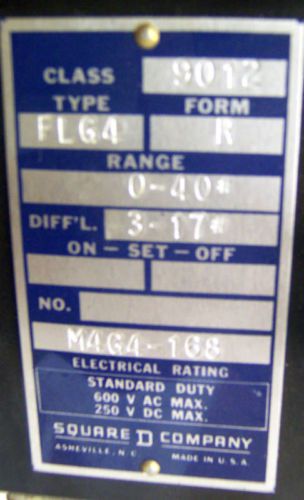 CLASS 9012
TYPE FORM
FLG4 R
RANGE
0-40#
DIFF'L. 3-17#
ON - SET - OFF
NO.
M4G4-168
ELECTRICAL RATING
STANDARD DUTY
600 V AC MAX.
250 V DC MAX.
SQUARE D COMPANY
ASHEVILLE, N.C. MADE IN U.S.A.